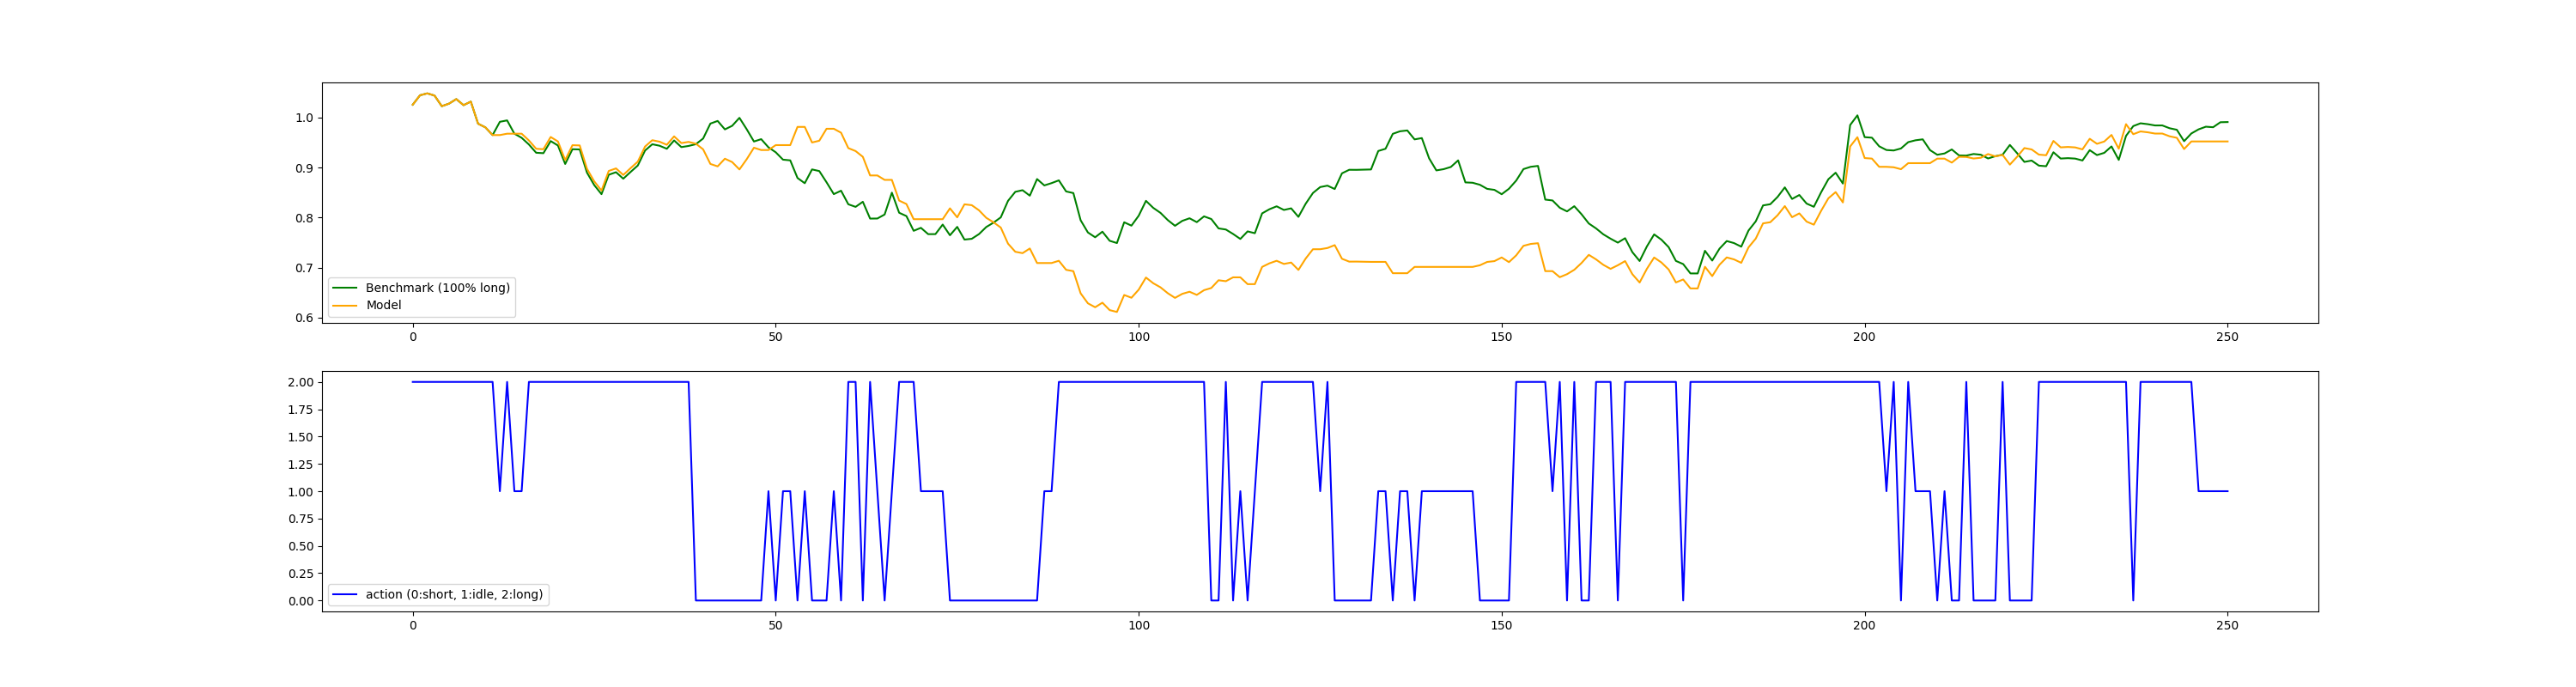 1.0
0.9
0.8
0.7
0.6
Benchmark (100% long)
Model
0 50 100 150 200 250
2.00
1.75
1.50
1.25
1.00
0.75
0.50
0.25
0.00
action (0:short, 1:idle, 2:long)
0 50 100 150 200 250